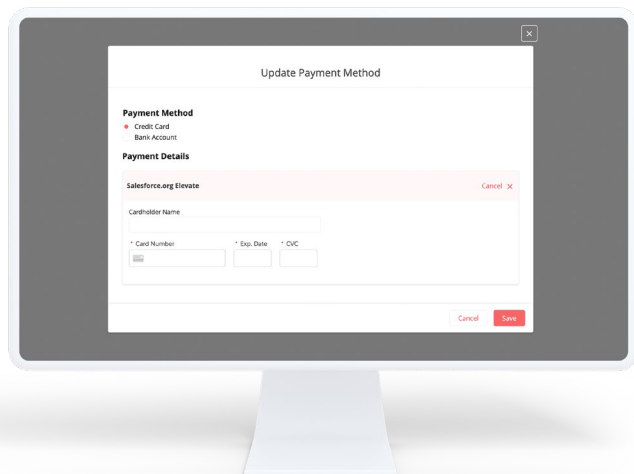 Update Payment Method
Payment Method
Credit Card
Bank Account
Payment Details
Salesforce.org Elevate
Cancel ×
Cardholder Name
* Card Number * Exp. Date * CVC
Cancel Save